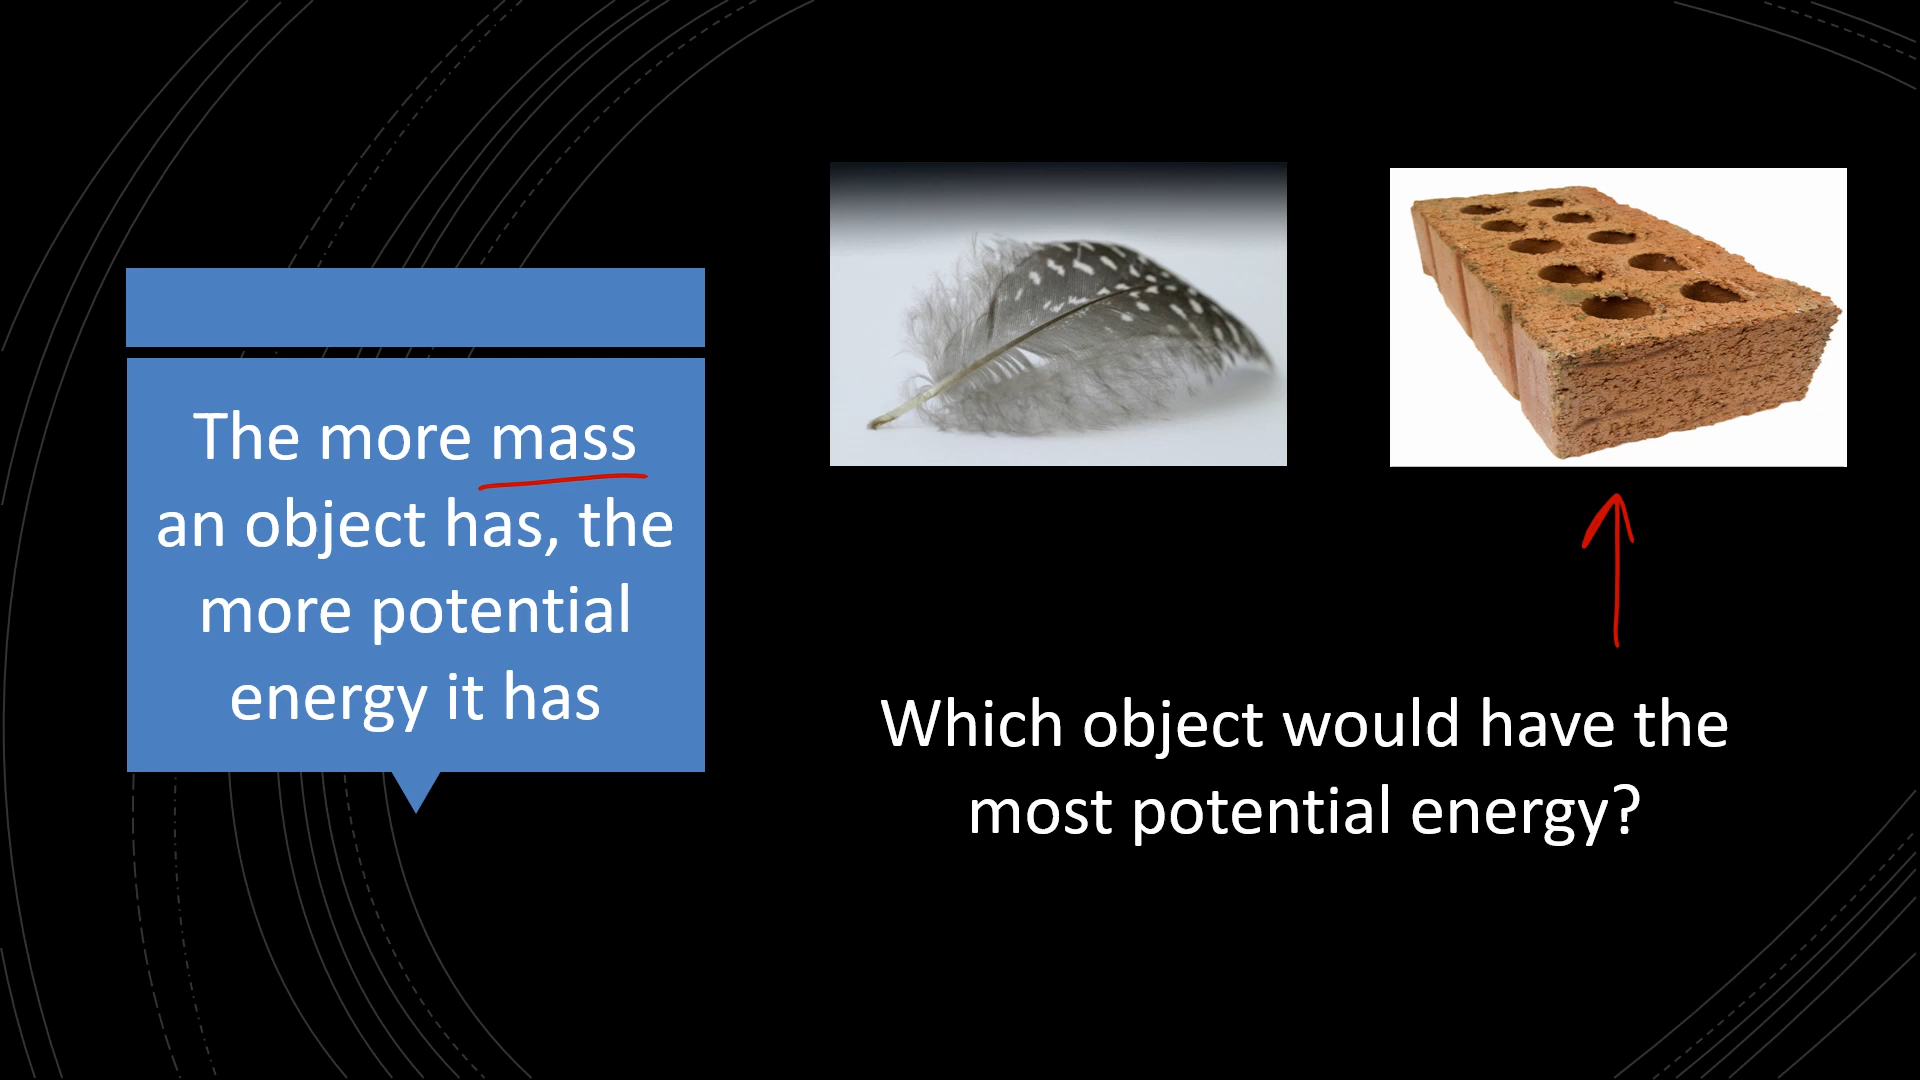 The more mass
an object has, the
more potential
energy it has
Which object would have the
most potential energy?